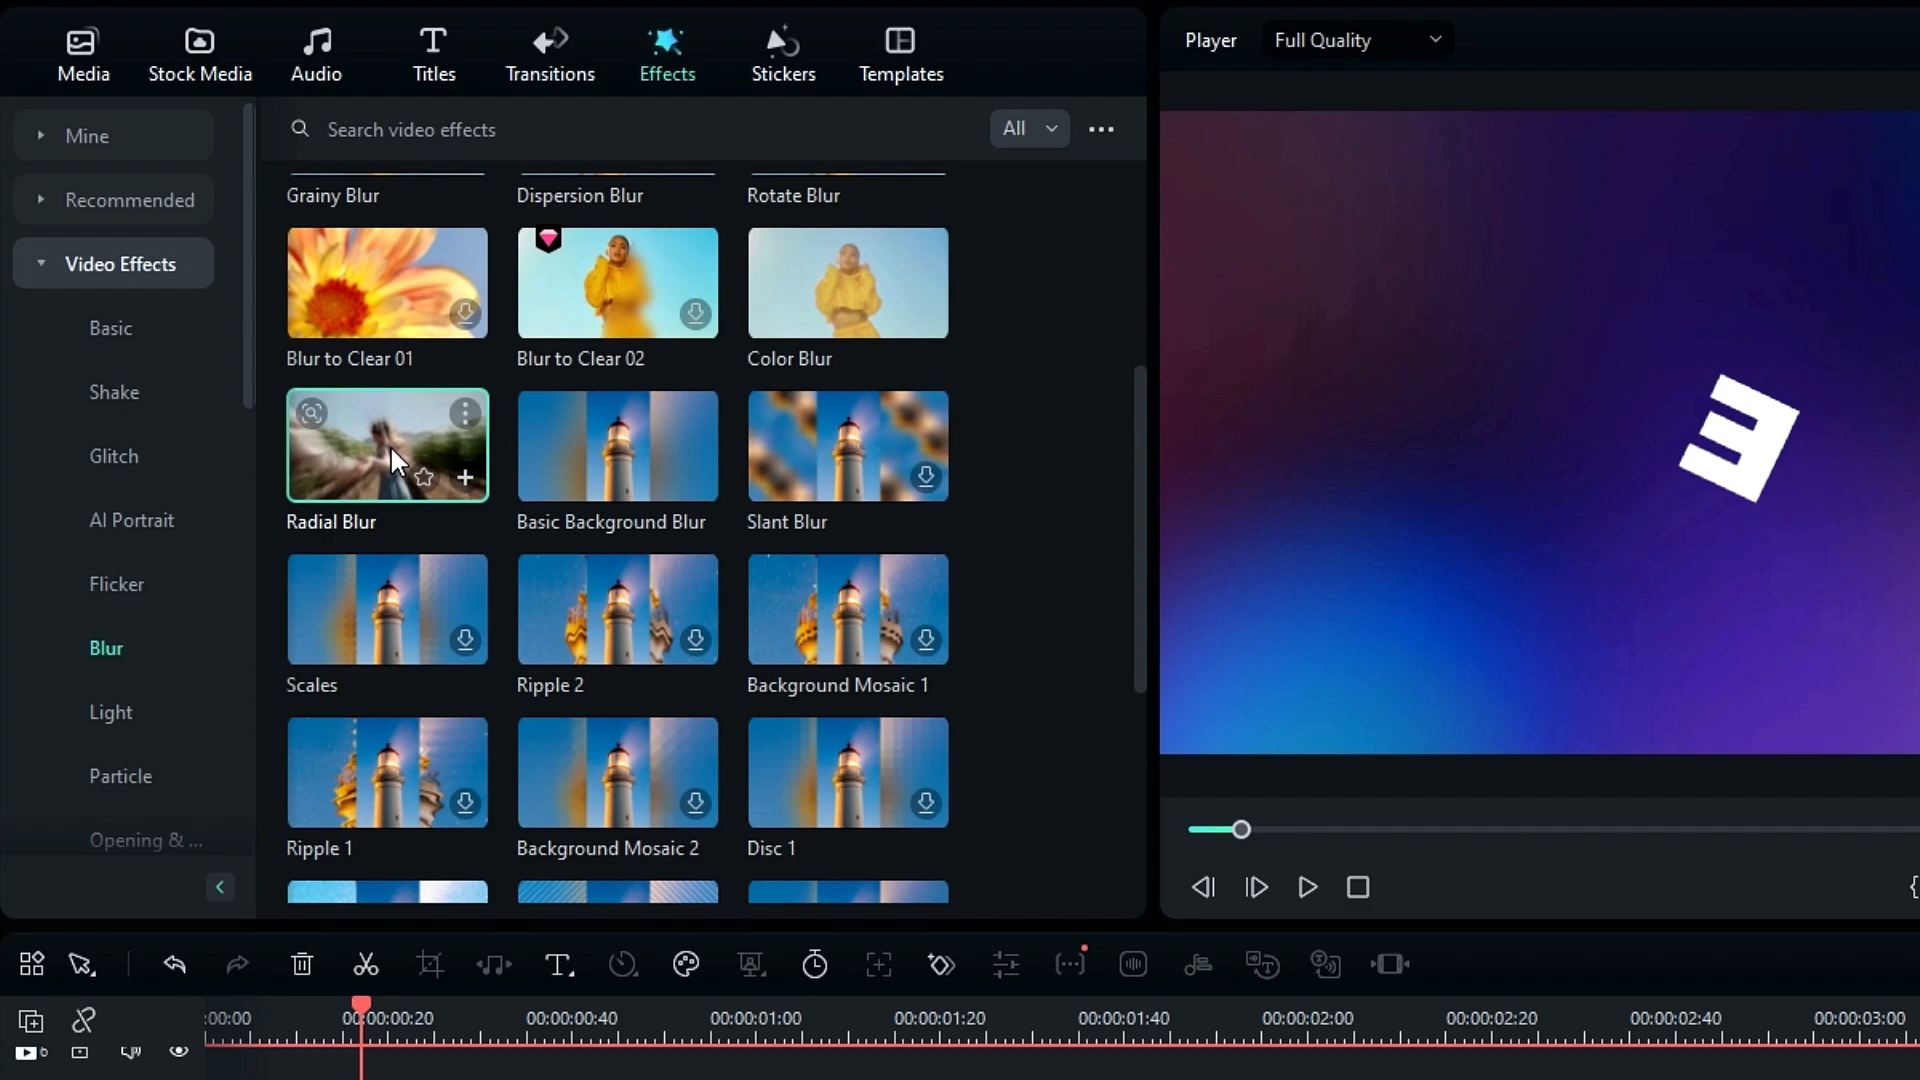 Media
Stock Media
Audio
Titles
Transitions
Effects
Stickers
Templates
Player
Full Quality
Mine
Recommended
Video Effects
Basic
Shake
Glitch
AI Portrait
Flicker
Blur
Light
Particle
Opening & ...
Search video effects
All
Grainy Blur
Dispersion Blur
Rotate Blur
Blur to Clear 01
Blur to Clear 02
Color Blur
Radial Blur
Basic Background Blur
Slant Blur
Scales
Ripple 2
Background Mosaic 1
Ripple 1
Background Mosaic 2
Disc 1
E
{
:00:00
00:00:00:20
00:00:00:40
00:00:01:00
00:00:01:20
00:00:01:40
00:00:02:00
00:00:02:20
00:00:02:40
00:00:03:00
0